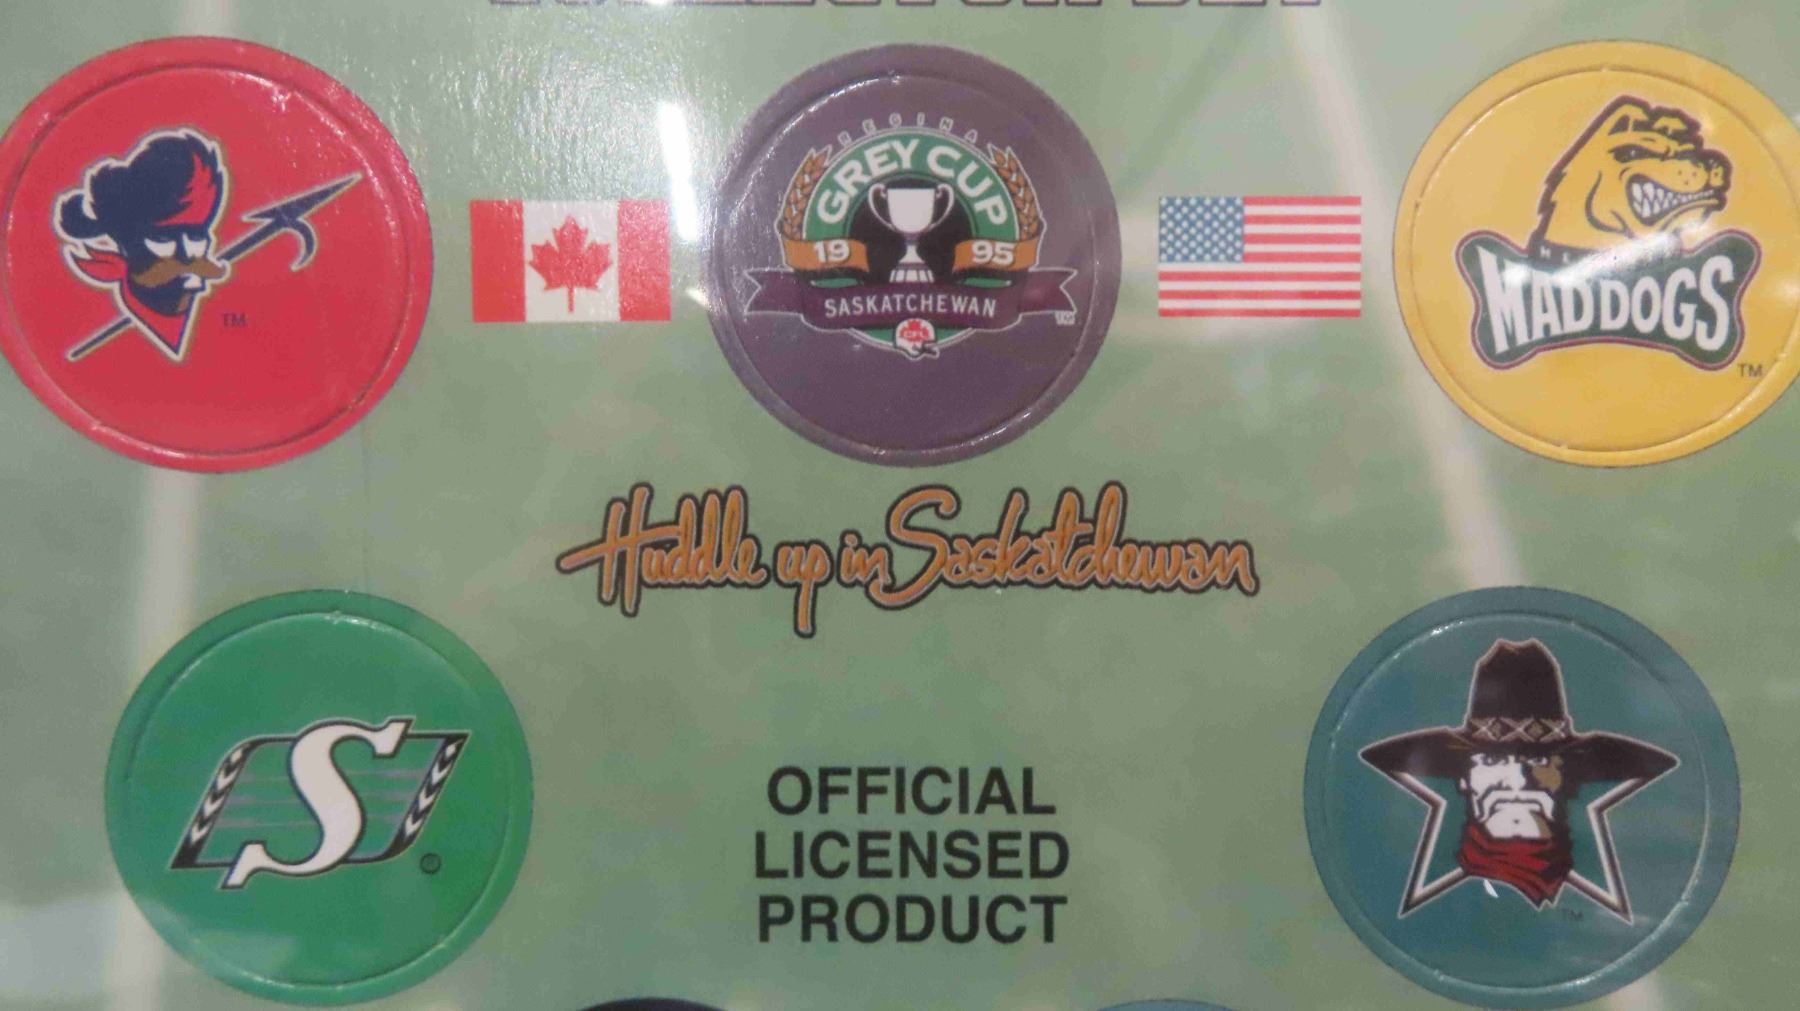 REGINA
GREY CUP
19 95
SASKATCHEWAN
TM
CFL
MAD DOGS
TM
TM
Huddle up in Saskatchewan
OFFICIAL
LICENSED
PRODUCT
®
TM